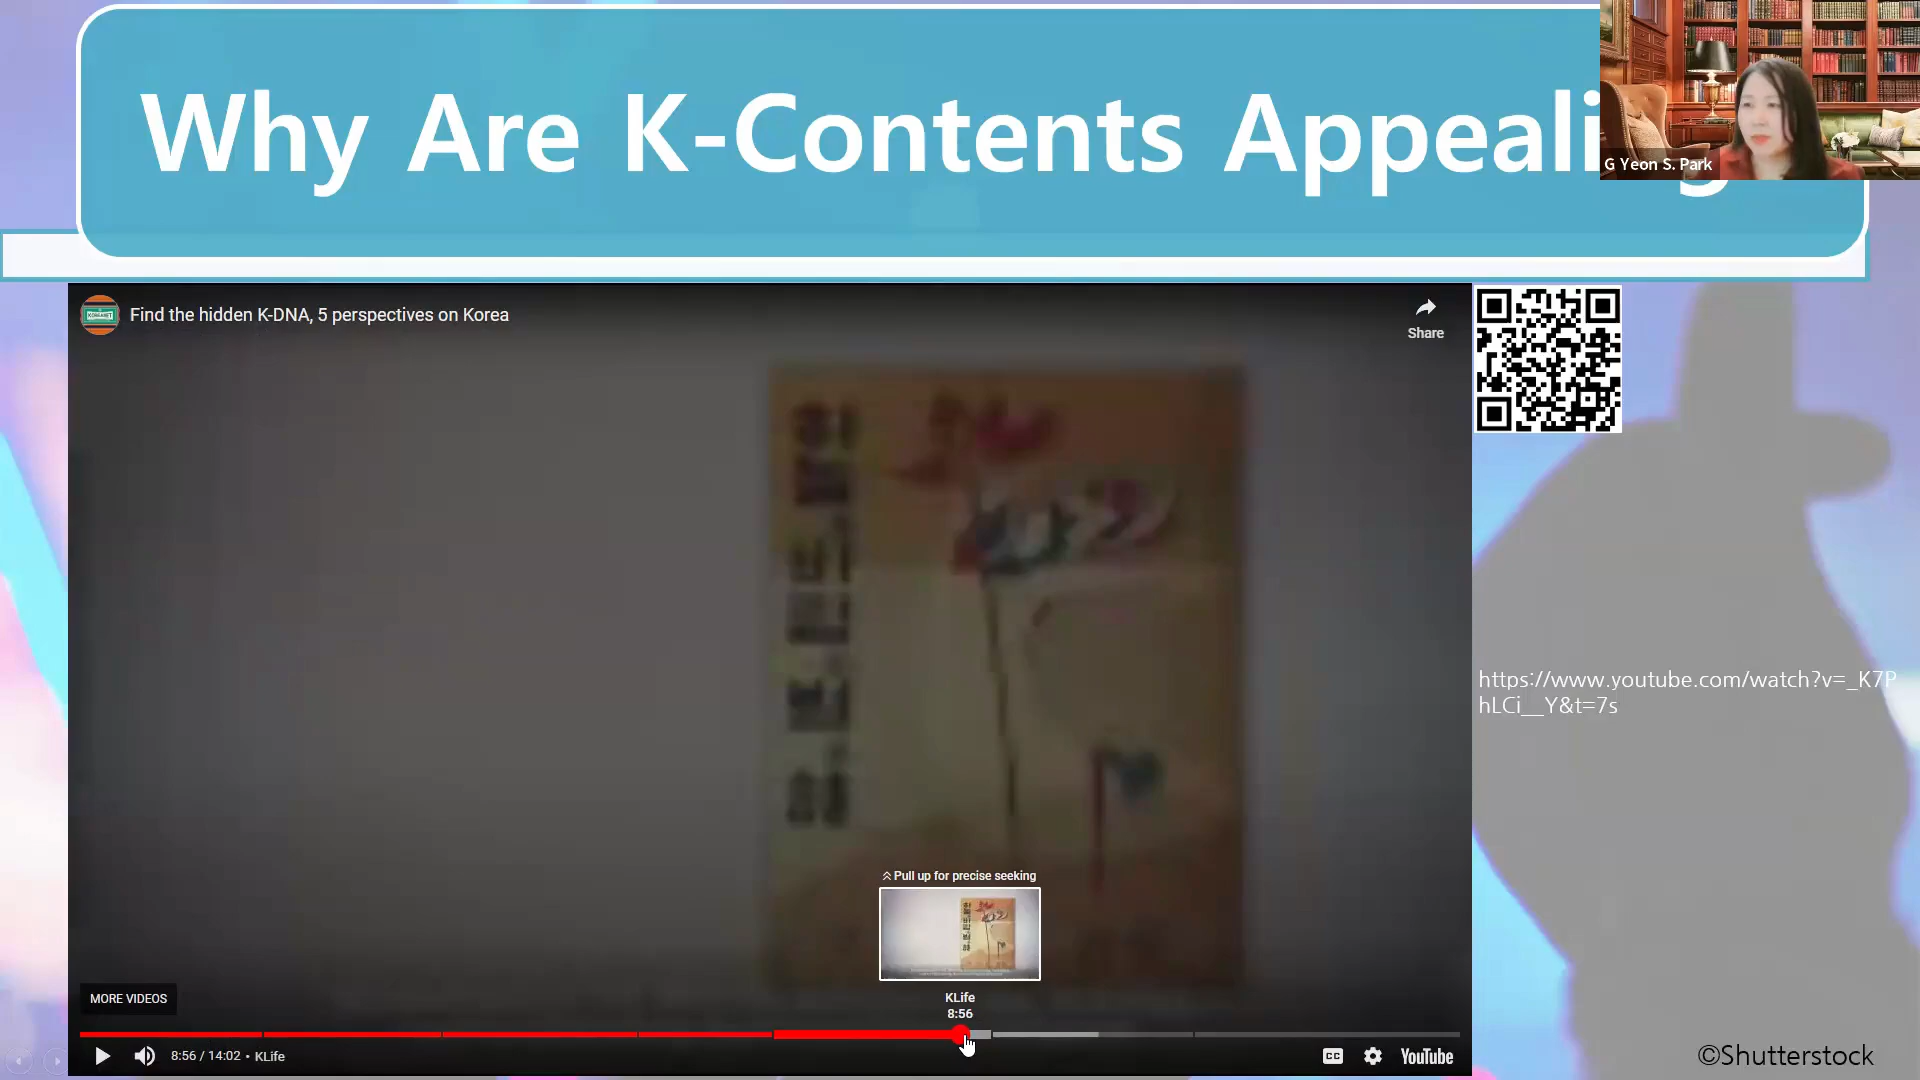 Why Are K-Contents Appeali g
G Yeon S. Park
Find the hidden K-DNA, 5 perspectives on Korea
Share
https://www.youtube.com/watch?v=_K7P
hLCi__Y&t=7s
Pull up for precise seeking
KLife
8:56
MORE VIDEOS
8:56 / 14:02 • KLife
CC
YouTube
©Shutterstock